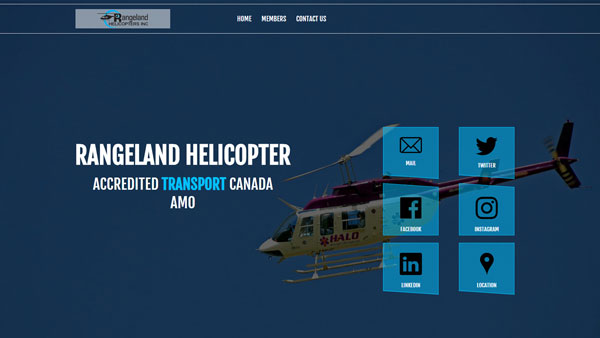 Rangeland
HELICOPTERS INC
HOME MEMBERS CONTACT US
RANGELAND HELICOPTER
ACCREDITED TRANSPORT CANADA
AMO
MAIL
TWITTER
FACEBOOK
INSTAGRAM
LINKEDIN
LOCATION
HALO